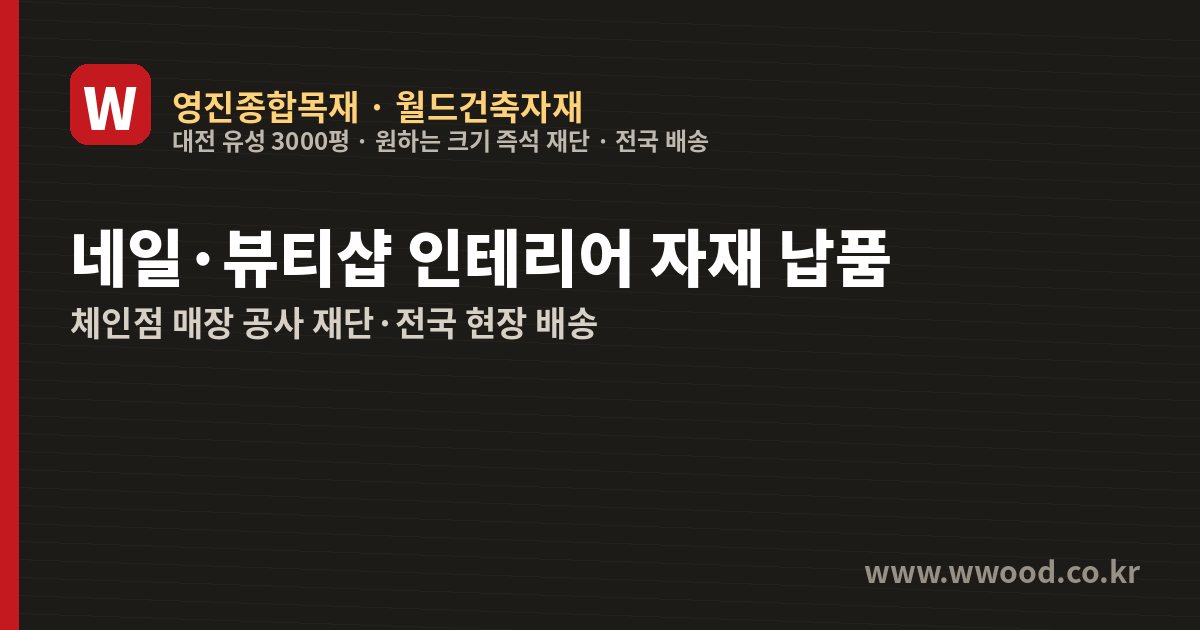 W
영진종합목재 · 월드건축자재
대전 유성 3000평 · 원하는 크기 즉석 재단 · 전국 배송
네일·뷰티샵 인테리어 자재 납품
체인점 매장 공사 재단·전국 현장 배송
www.wwood.co.kr